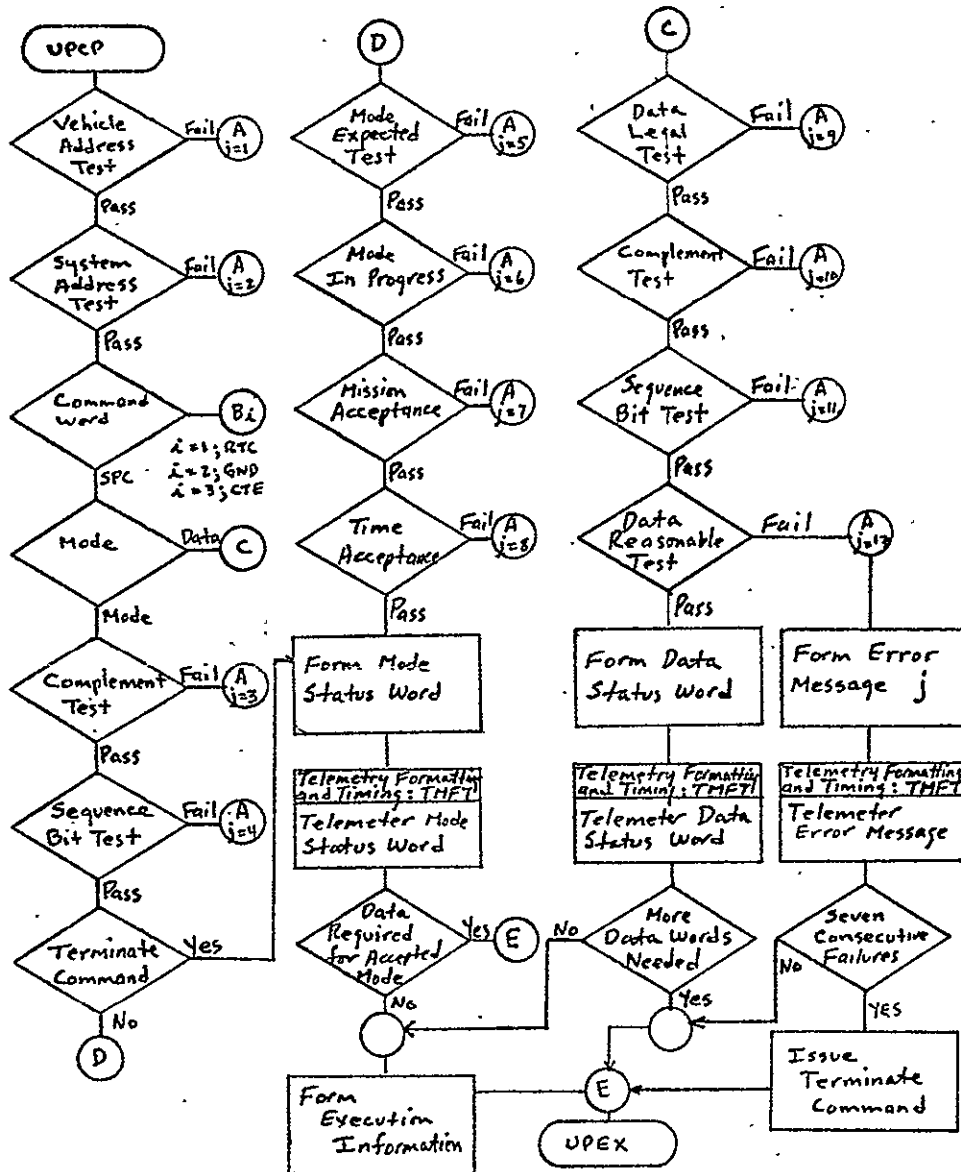 UPCP
Vehicle
Address
Test
Fail
A
j=1
Pass
System
Address
Test
Fail
A
j=2
Pass
Command
Word
Bi
i=1; RTC
i=2; GND
i=3; CTE
SPC
Mode
Data
C
Mode
Complement
Test
Fail
A
j=3
Pass
Sequence
Bit Test
Fail
A
j=4
Pass
Terminate
Command
Yes
No
D
D
Mode
Expected
Test
Fail
A
j=5
Pass
Mode
In Progress
Fail
A
j=6
Pass
Mission
Acceptance
Fail
A
j=7
Pass
Time
Acceptance
Fail
A
j=8
Pass
Form Mode
Status Word
Telemetry Formatting
and Timing: TMFT
Telemeter Mode
Status Word
Data
Required
for Accepted
Mode
Yes
E
No
Form
Execution
Information
C
Data
Legal
Test
Fail
A
j=9
Pass
Complement
Test
Fail
A
j=10
Pass
Sequence
Bit Test
Fail
A
j=11
Pass
Data
Reasonable
Test
Fail
A
j=13
Pass
Form Data
Status Word
Telemetry Formatting
and Timing: TMFT
Telemeter Data
Status Word
More
Data Words
Needed
No
Yes
E
UPEX
Form Error
Message j
Telemetry Formatting
and Timing: TMFT
Telemeter
Error Message
Seven
Consecutive
Failures
No
YES
Issue
Terminate
Command